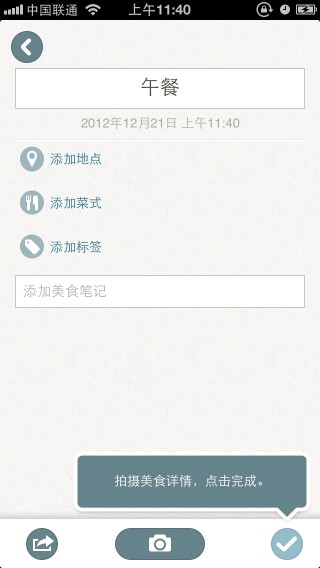 中国联通 上午11:40
午餐
2012年12月21日 上午11:40
添加地点
添加菜式
添加标签
添加美食笔记
拍摄美食详情，点击完成。